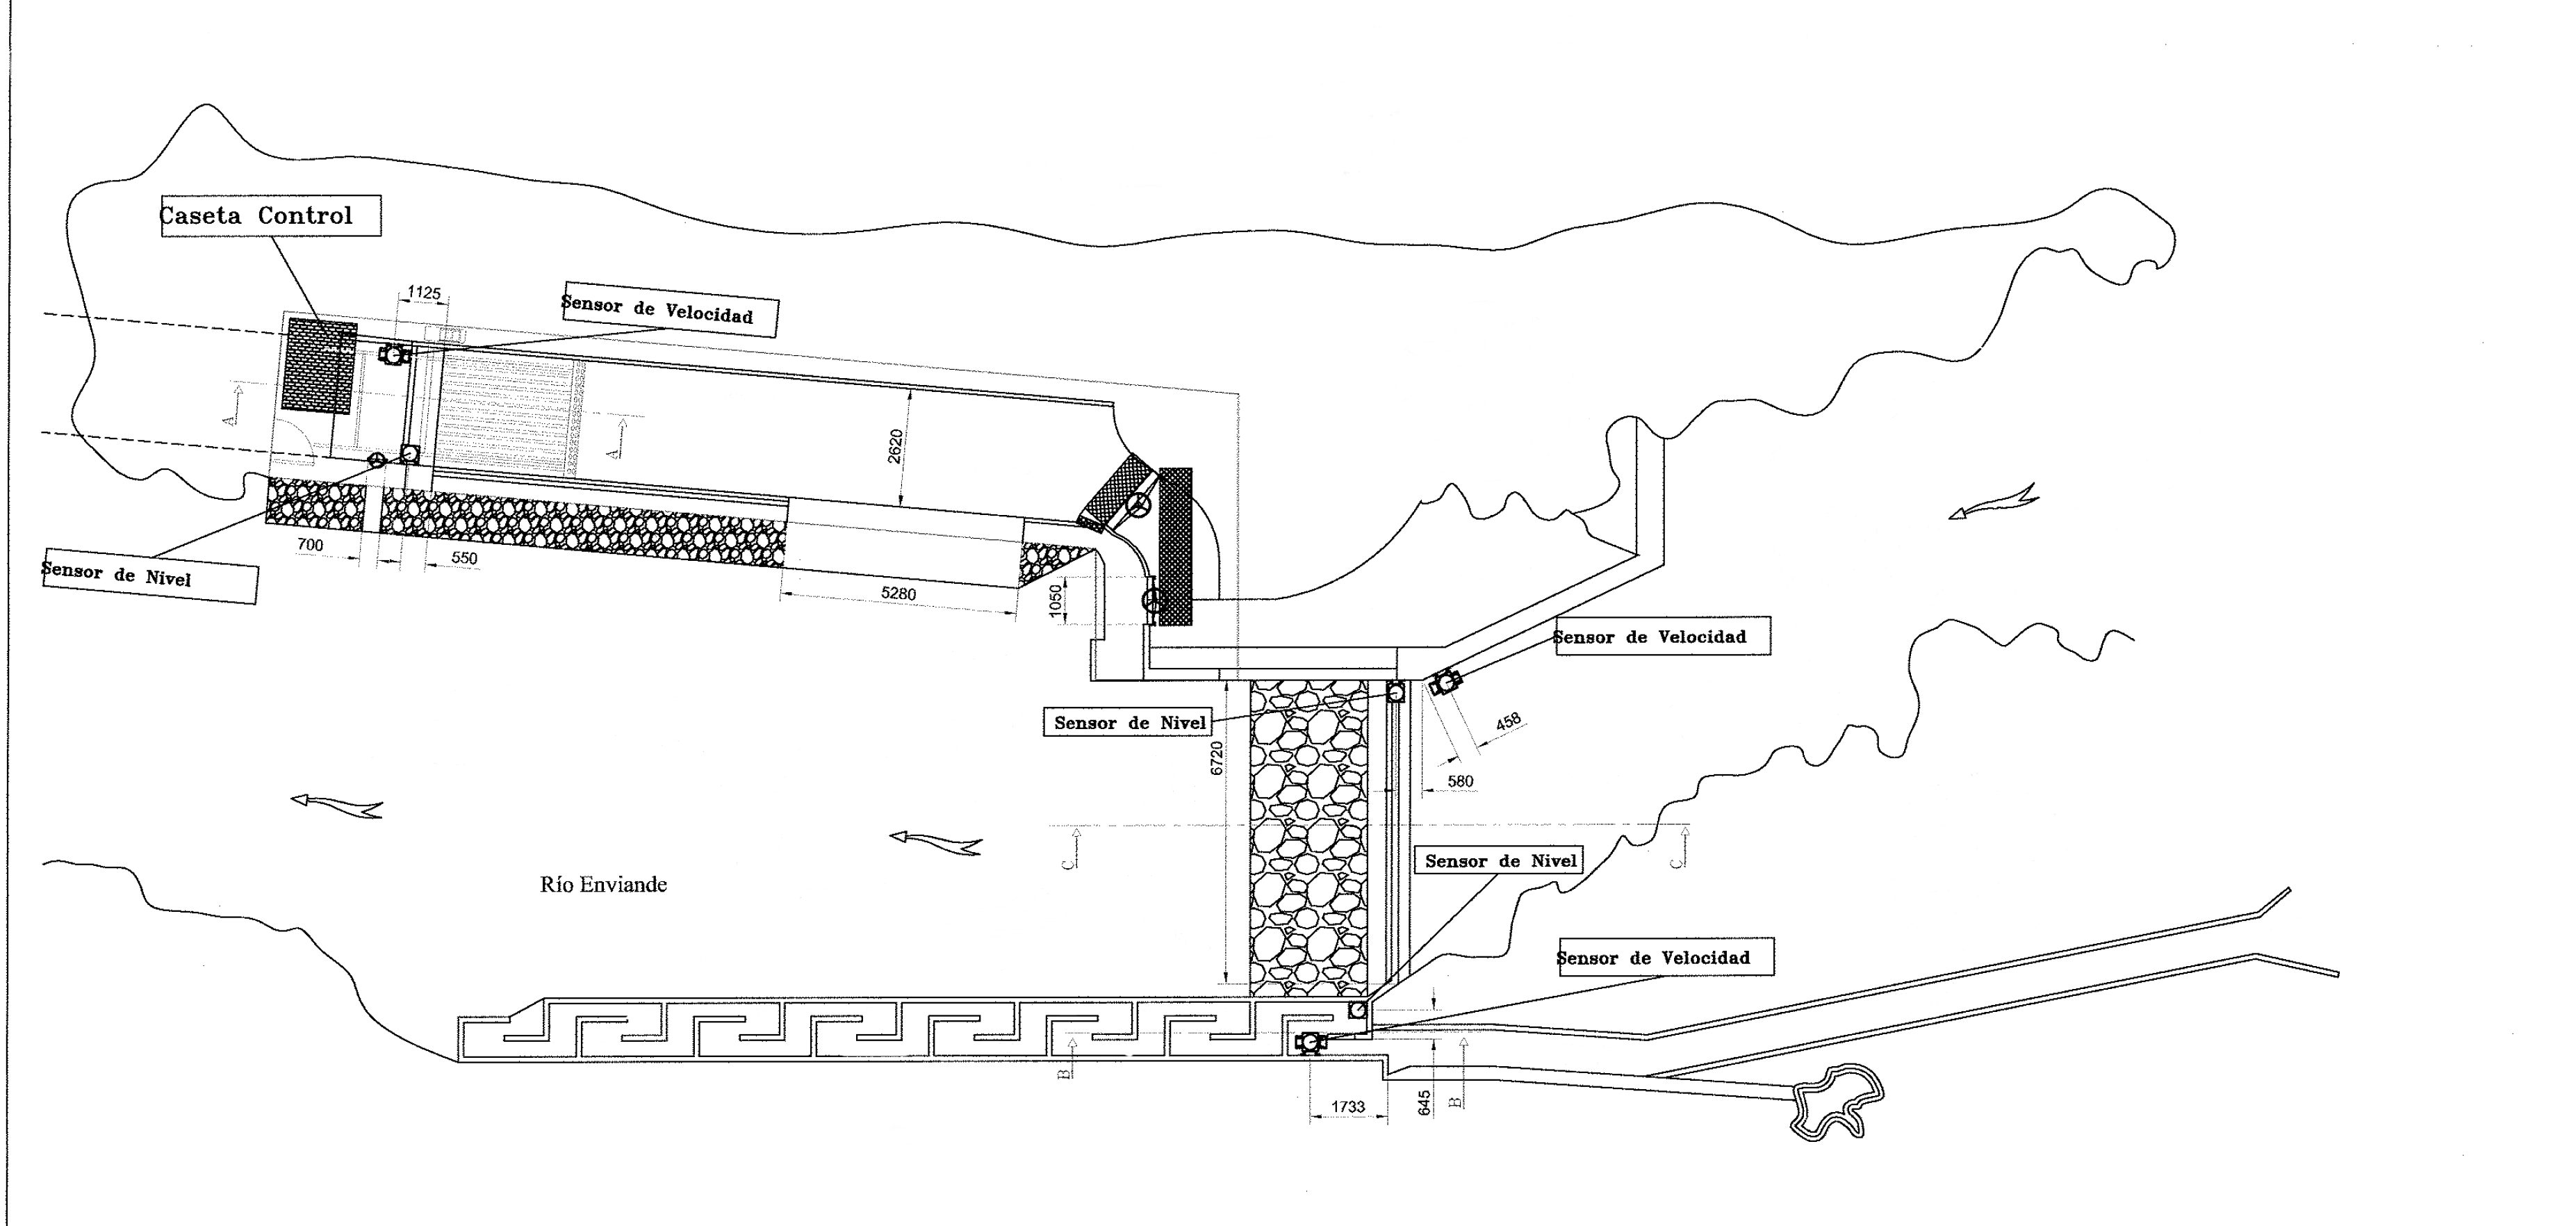 Caseta Control
1125
Sensor de Velocidad
A
A
2620
700
550
Sensor de Nivel
5280
1050
Sensor de Velocidad
Sensor de Nivel
458
6720
580
C
C
Sensor de Nivel
Río Enviande
Sensor de Velocidad
B
B
1733
645